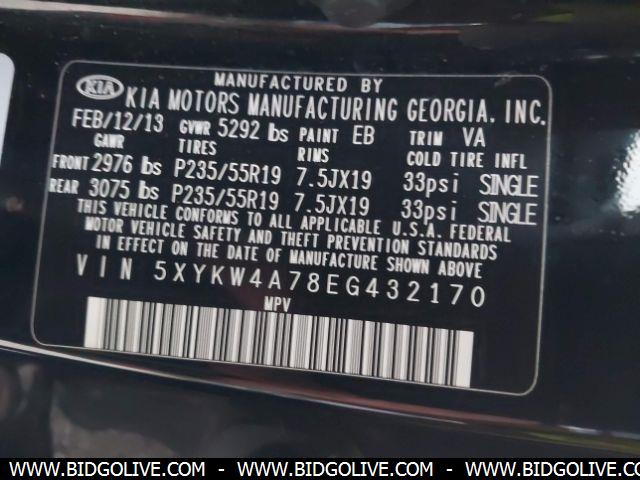 MANUFACTURED BY
KIA KIA MOTORS MANUFACTURING GEORGIA, INC.
FEB/12/13 GVWR 5292 lbs PAINT EB TRIM VA
GAWR TIRES RIMS COLD TIRE INFL
FRONT 2976 lbs P235/55R19 7.5JX19 33psi SINGLE
REAR 3075 lbs P235/55R19 7.5JX19 33psi SINGLE
THIS VEHICLE CONFORMS TO ALL APPLICABLE U.S.A. FEDERAL
MOTOR VEHICLE SAFETY AND THEFT PREVENTION STANDARDS
IN EFFECT ON THE DATE OF MANUFACTURE SHOWN ABOVE
VIN 5XYKW4A78EG432170
MPV
WWW.BIDGOLIVE.COM - WWW.BIDGOLIVE.COM - WWW.BIDGOLIVE.COM